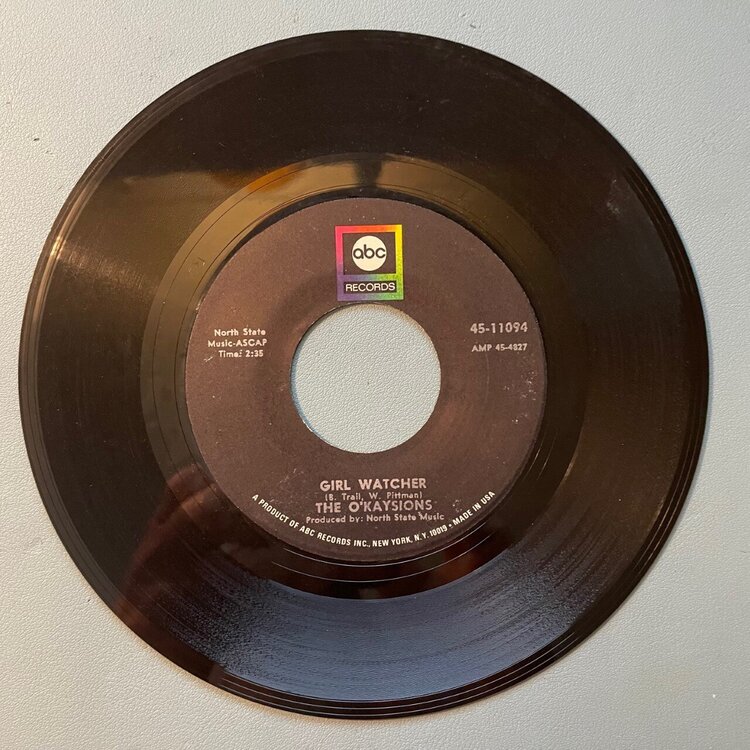 abc
RECORDS
North State
Music-ASCAP
Time: 2:35
45-11094
AMP 45-4827
GIRL WATCHER
(B. Trail, W. Pittman)
THE O'KAYSIONS
Produced by: North State Music
A PRODUCT OF ABC RECORDS INC., NEW YORK, N.Y. 10019 • MADE IN USA